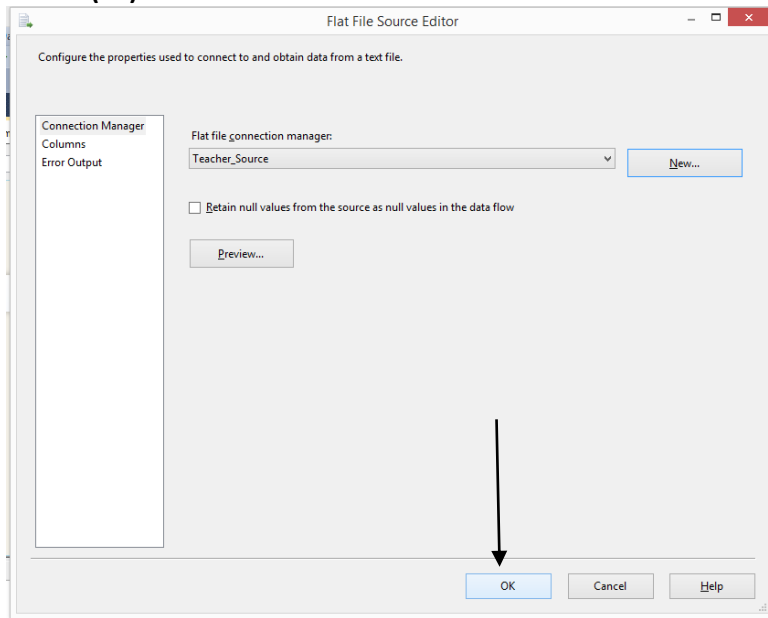 Flat File Source Editor
Configure the properties used to connect to and obtain data from a text file.
Connection Manager
Columns
Error Output
Flat file connection manager:
Teacher_Source
New...
Retain null values from the source as null values in the data flow
Preview...
OK Cancel Help